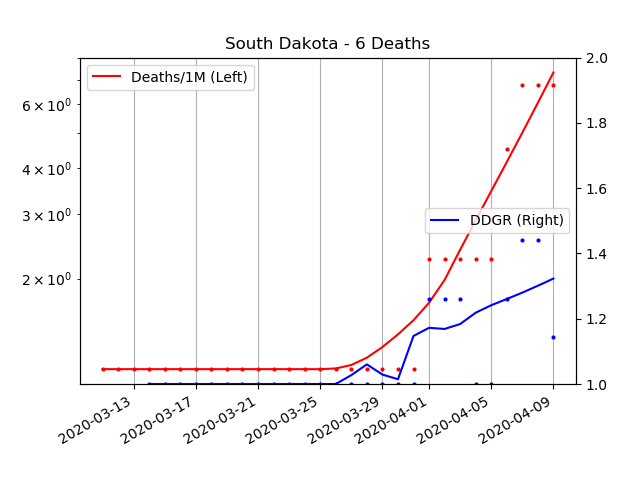 South Dakota - 6 Deaths
Deaths/1M (Left)
DDGR (Right)
6 × 10⁰
4 × 10⁰
3 × 10⁰
2 × 10⁰
2.0
1.8
1.6
1.4
1.2
1.0
2020-03-13
2020-03-17
2020-03-21
2020-03-25
2020-03-29
2020-04-01
2020-04-05
2020-04-09